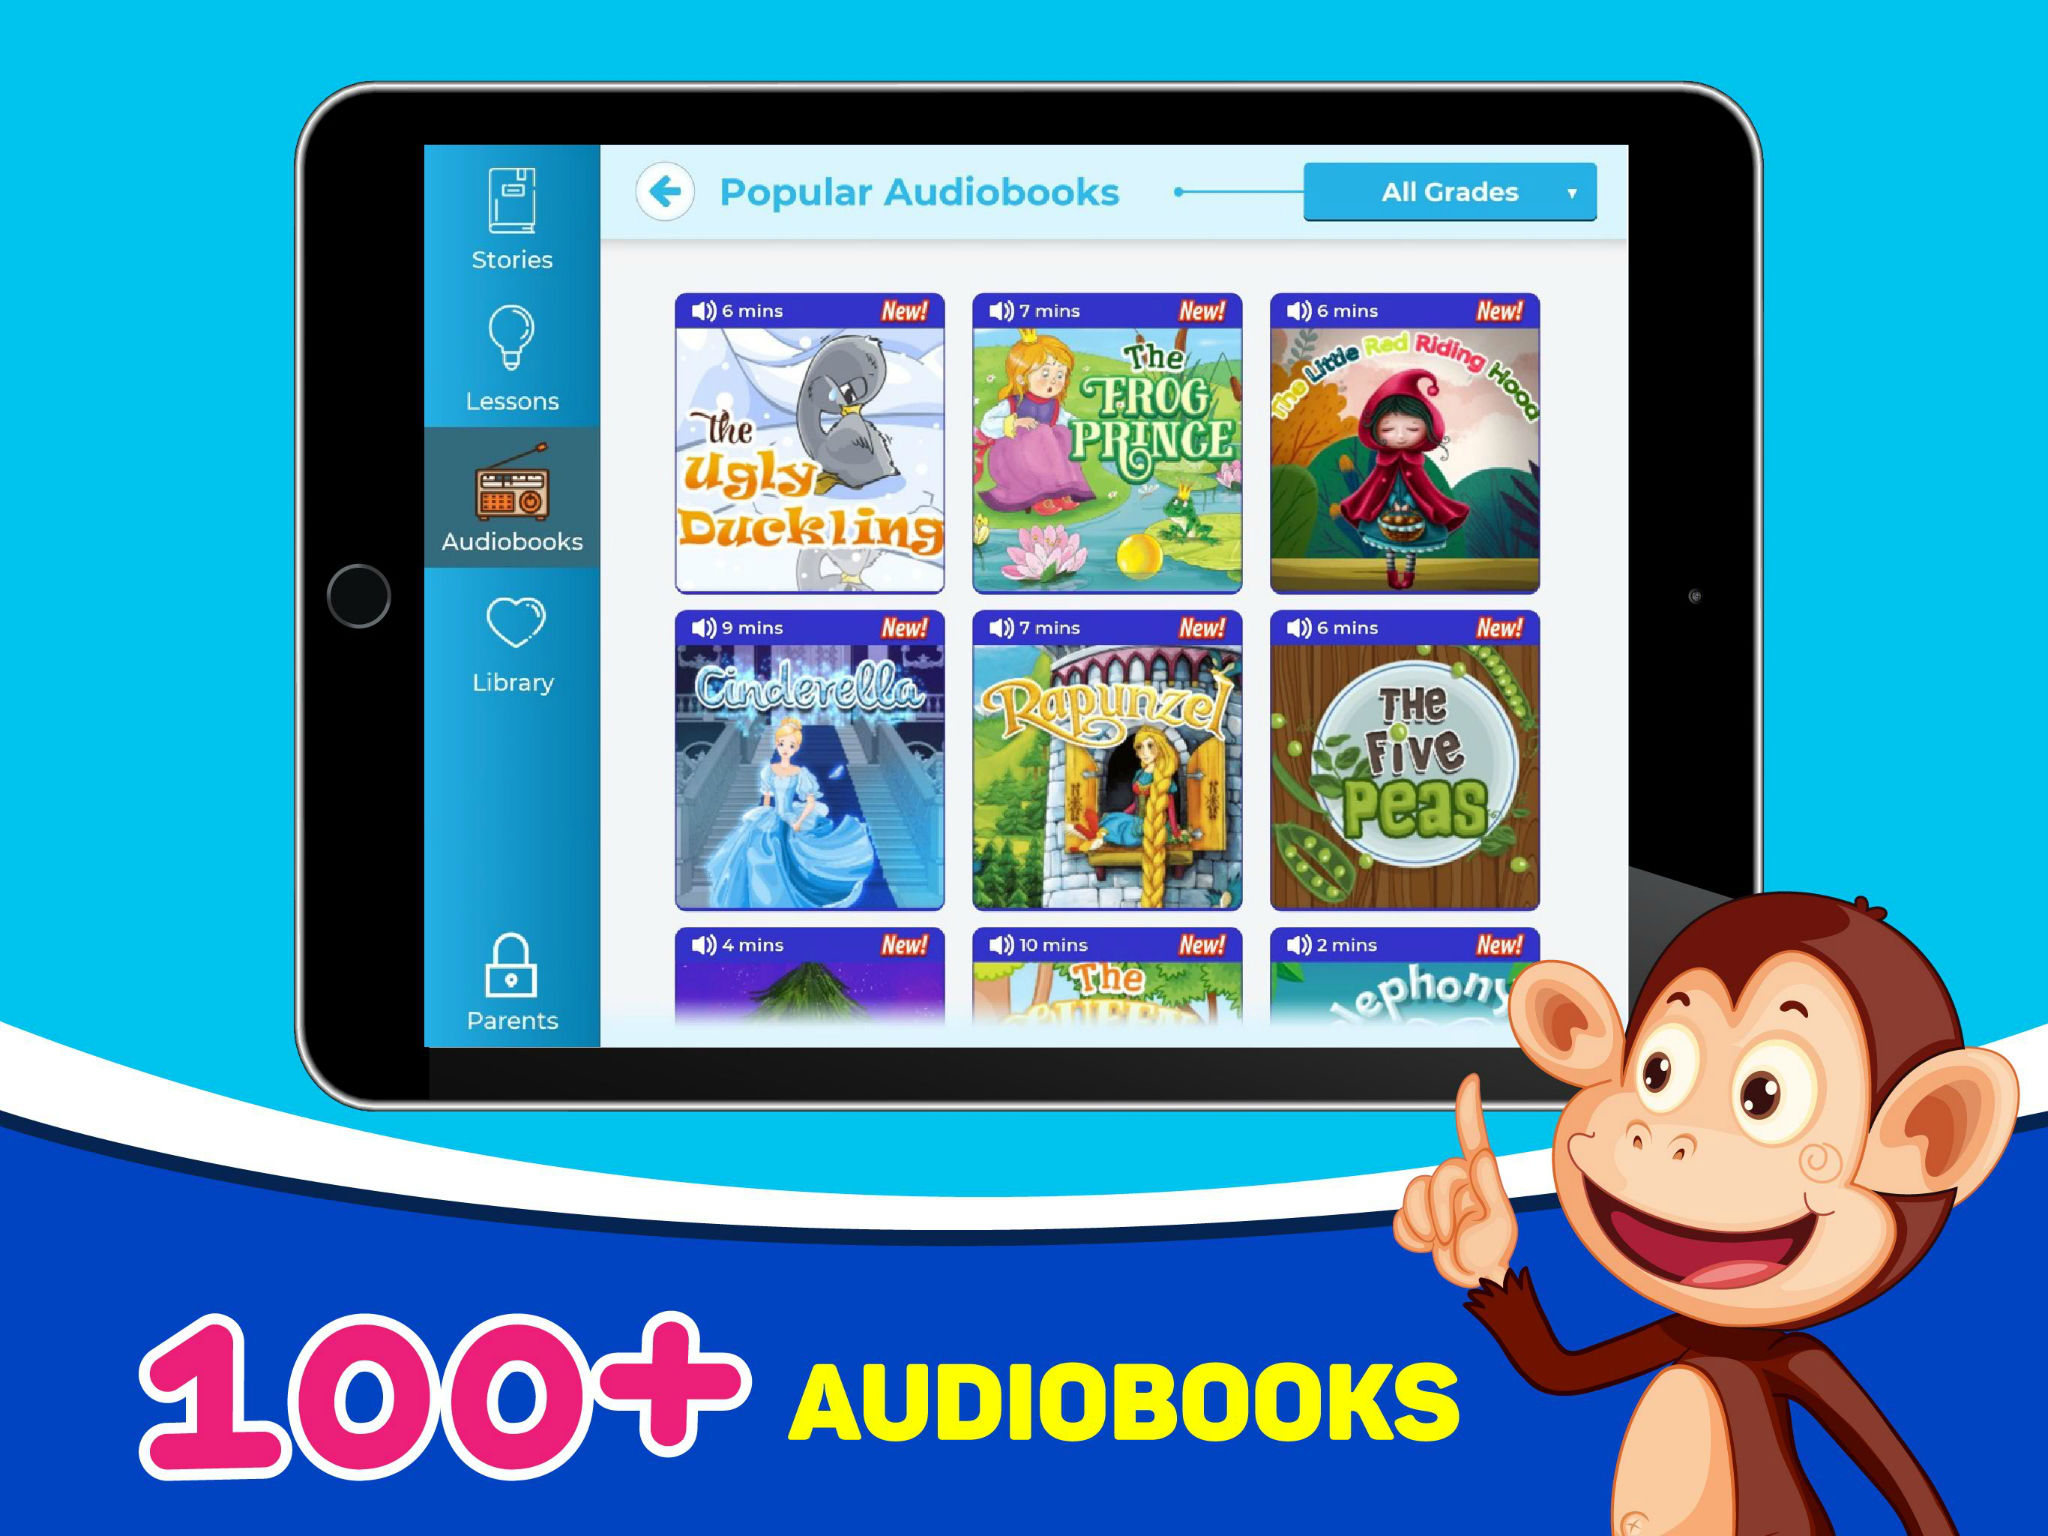 Stories
Lessons
Audiobooks
Library
Parents
Popular Audiobooks
All Grades
6 mins New!
The
Ugly
Duckling
7 mins New!
The
FROG
PRINCE
6 mins New!
The Little Red Riding Hood
9 mins New!
Cinderella
7 mins New!
Rapunzel
6 mins New!
THE
FIVE
PEAS
4 mins New!
10 mins New!
The
2 mins New!
100+ AUDIOBOOKS